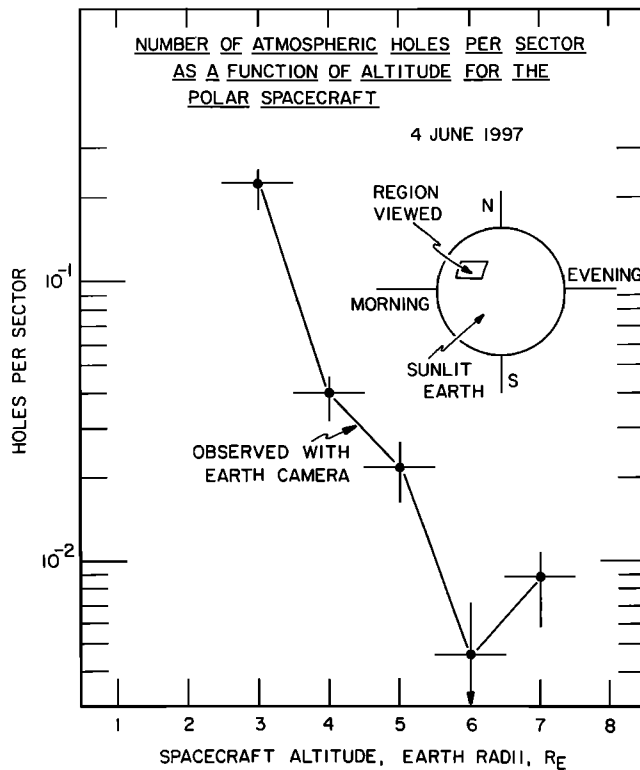 NUMBER OF ATMOSPHERIC HOLES PER SECTOR
AS A FUNCTION OF ALTITUDE FOR THE
POLAR SPACECRAFT
4 JUNE 1997
REGION
VIEWED
N
EVENING
MORNING
SUNLIT
EARTH
S
OBSERVED WITH
EARTH CAMERA
HOLES PER SECTOR
10⁻¹
10⁻²
1 2 3 4 5 6 7 8
SPACECRAFT ALTITUDE, EARTH RADII, RE